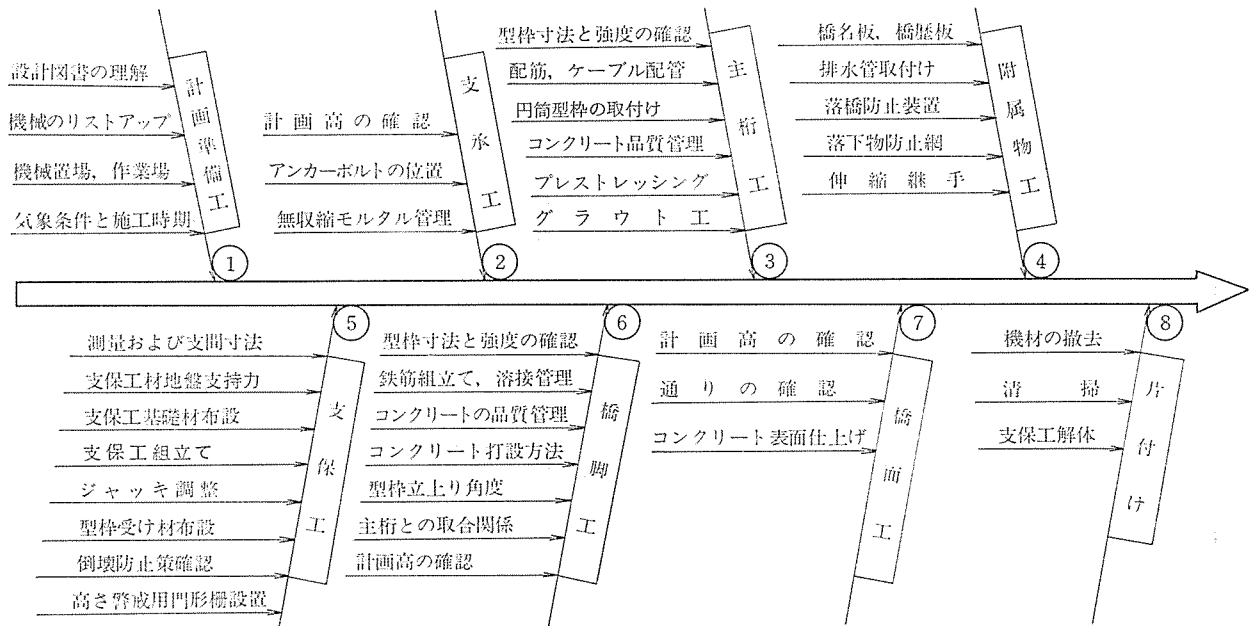 設計図書の理解
機械のリストアップ
機械置場，作業場
気象条件と施工時期
計画準備工
①
計画高の確認
アンカーボルトの位置
無収縮モルタル管理
支承工
②
型枠寸法と強度の確認
配筋，ケーブル配管
円筒型枠の取付け
コンクリート品質管理
プレストレッシング
グラウト工
主桁工
③
橋名板，橋歴板
排水管取付け
落橋防止装置
落下物防止網
伸縮継手
附属物工
④
⑤
測量および支間寸法
支保工材地盤支持力
支保工基礎材布設
支保工組立て
ジャッキ調整
型枠受け材布設
倒壊防止策確認
高さ警戒用門形柵設置
支保工
⑥
型枠寸法と強度の確認
鉄筋組立て，溶接管理
コンクリートの品質管理
コンクリート打設方法
型枠立上り角度
主桁との取合関係
計画高の確認
橋脚工
⑦
計画高の確認
通りの確認
コンクリート表面仕上げ
橋面工
⑧
機材の撤去
清掃
支保工解体
片付け